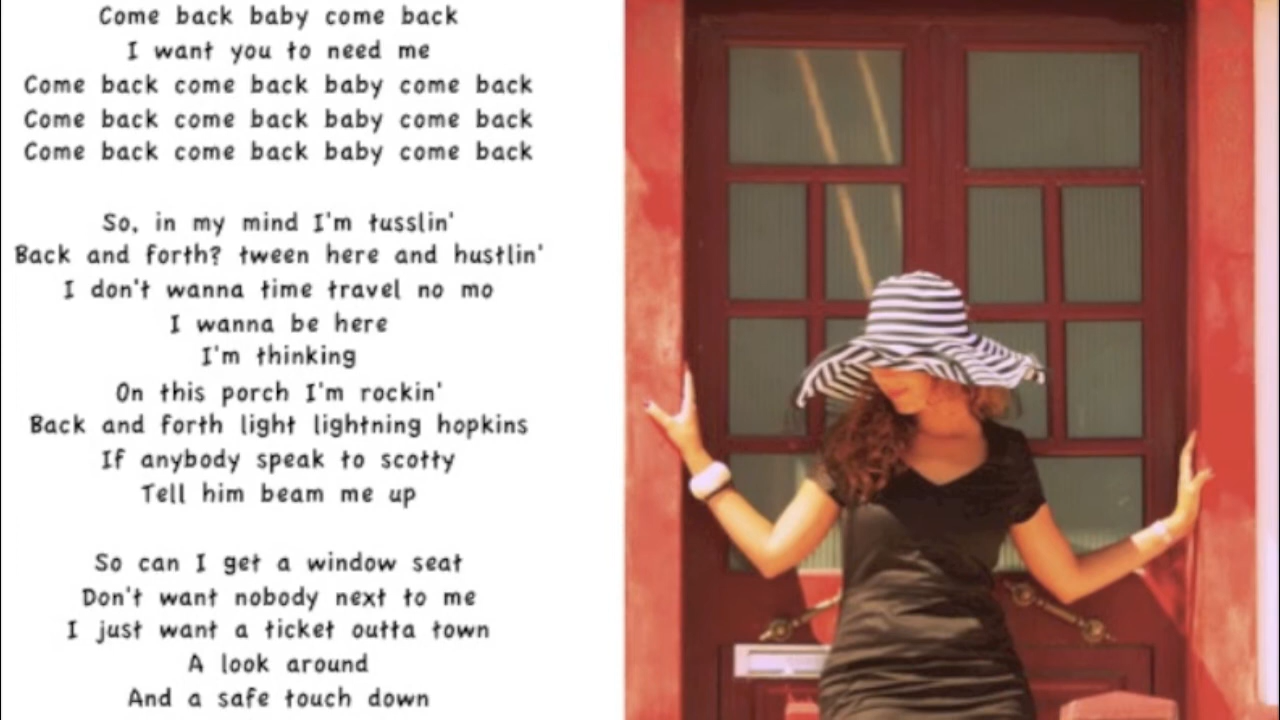 Come back baby come back
I want you to need me
Come back come back baby come back
Come back come back baby come back
Come back come back baby come back
So, in my mind I'm tusslin'
Back and forth? tween here and hustlin'
I don't wanna time travel no mo
I wanna be here
I'm thinking
On this porch I'm rockin'
Back and forth light lightning hopkins
If anybody speak to scotty
Tell him beam me up
So can I get a window seat
Don't want nobody next to me
I just want a ticket outta town
A look around
And a safe touch down